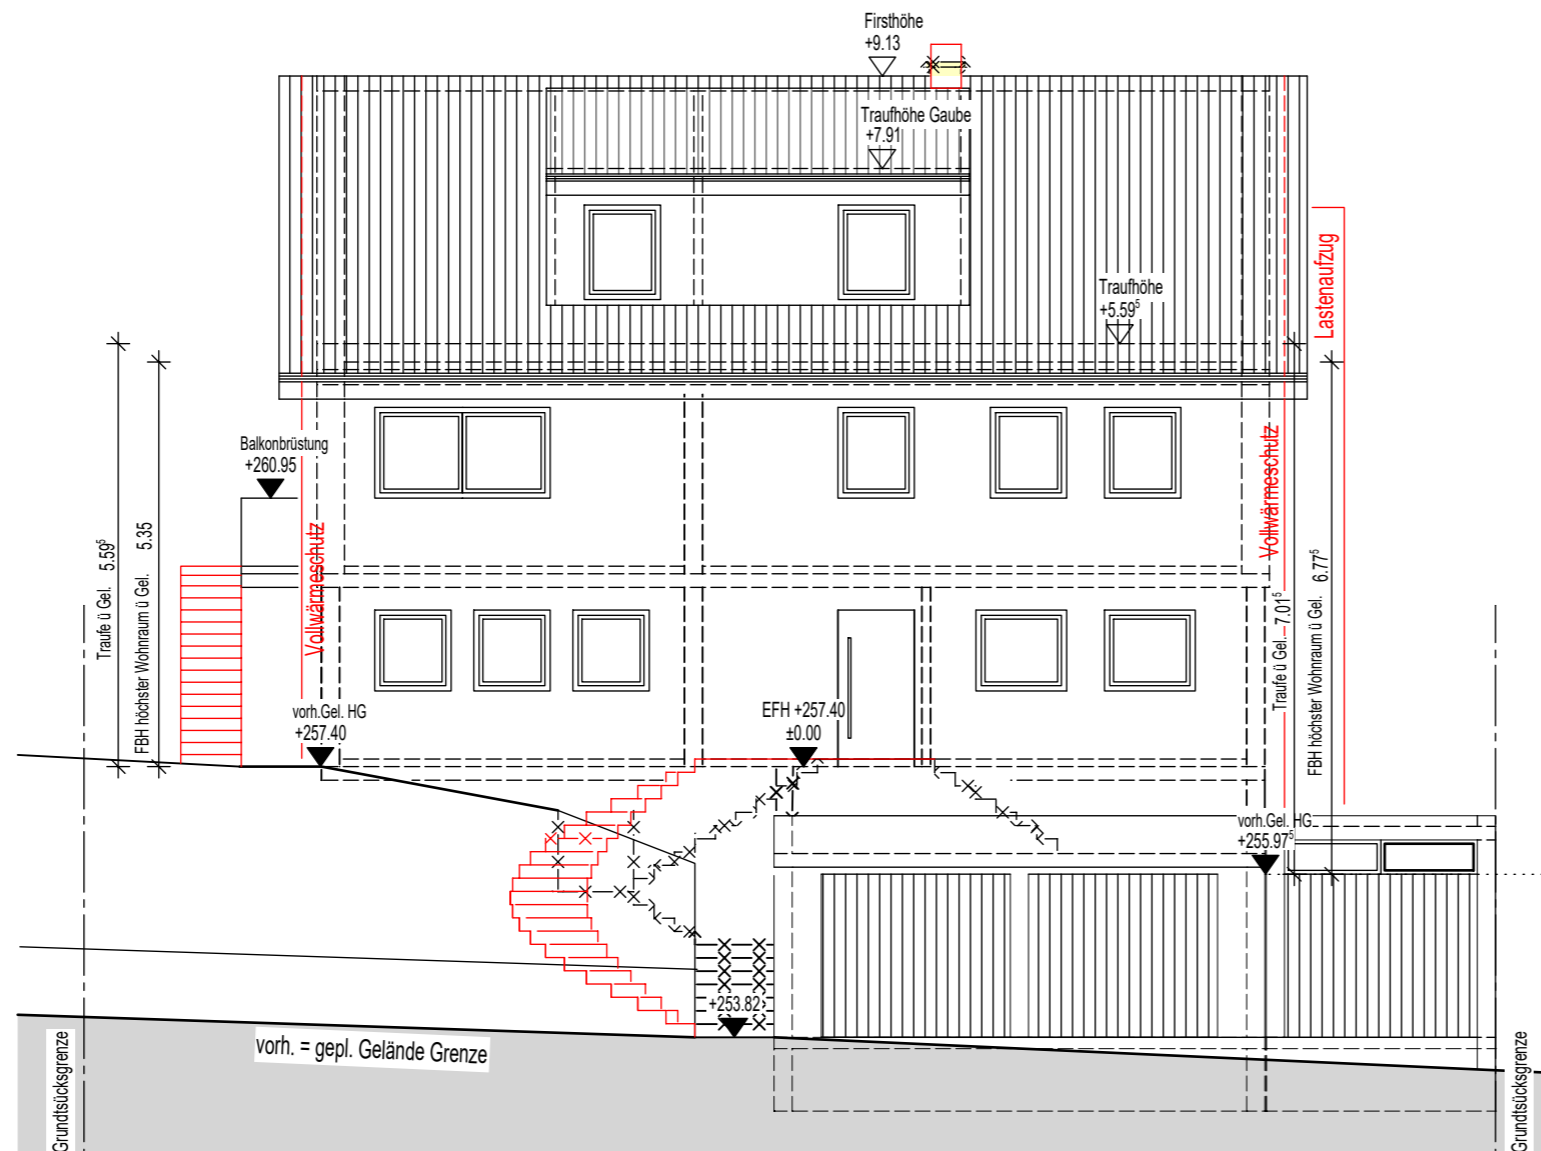 Firsthöhe
+9.13
Traufhöhe Gaube
+7.91
Lastenaufzug
Traufhöhe
+5.59⁵
Balkonbrüstung
+260.95
Vollwärmeschutz
Vollwärmeschutz
Traufe ü Gel. 5.59⁵
FBH höchster Wohnraum ü Gel. 5.35
Traufe ü Gel. 7.01⁵
FBH höchster Wohnraum ü Gel. 6.77⁵
vorh.Gel. HG
+257.40
EFH +257.40
±0.00
vorh.Gel. HG
+255.97⁵
+253.82
vorh. = gepl. Gelände Grenze
Grundtsücksgrenze
Grundtsücksgrenze